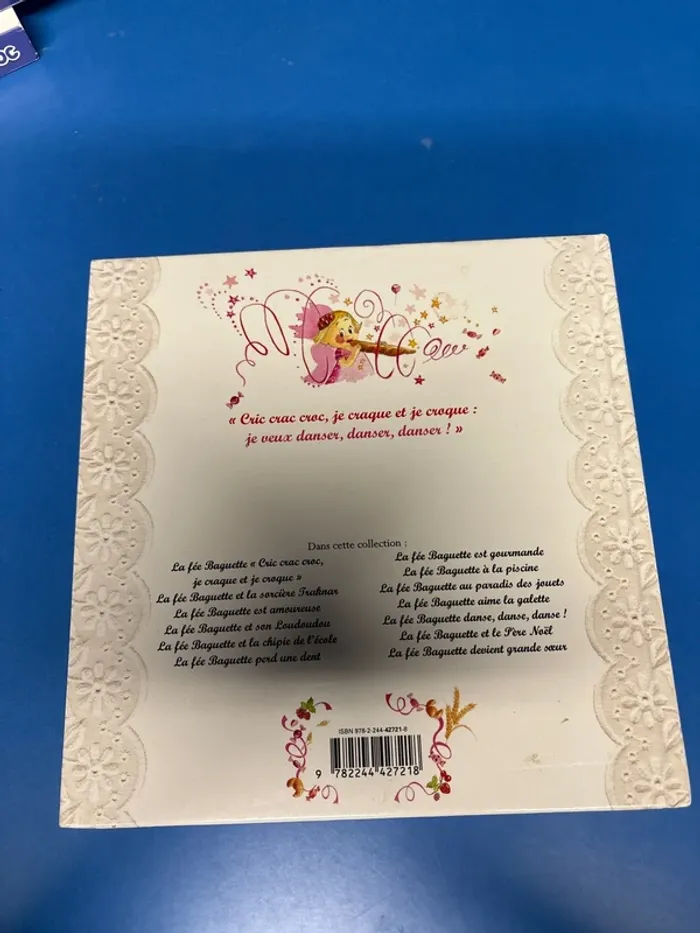 « Cric crac croc, je craque et je croque :
je veux danser, danser, danser ! »
Dans cette collection :
La fée Baguette « Cric crac croc,
je craque et je croque »
La fée Baguette et la sorcière Traknar
La fée Baguette est amoureuse
La fée Baguette et son Loudoudou
La fée Baguette et la chipie de l'école
La fée Baguette perd une dent
La fée Baguette est gourmande
La fée Baguette à la piscine
La fée Baguette au paradis des jouets
La fée Baguette aime la galette
La fée Baguette danse, danse, danse !
La fée Baguette et le Père Noël
La fée Baguette devient grande sœur
ISBN 978-2-244-42721-8
9 782244 427218